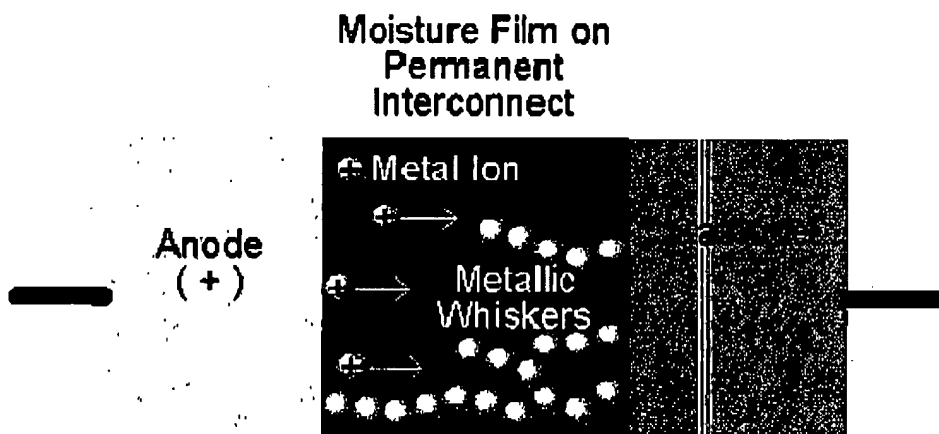 Moisture Film on
Permanent
Interconnect
Metal Ion
Anode
(+)
Metallic
Whiskers